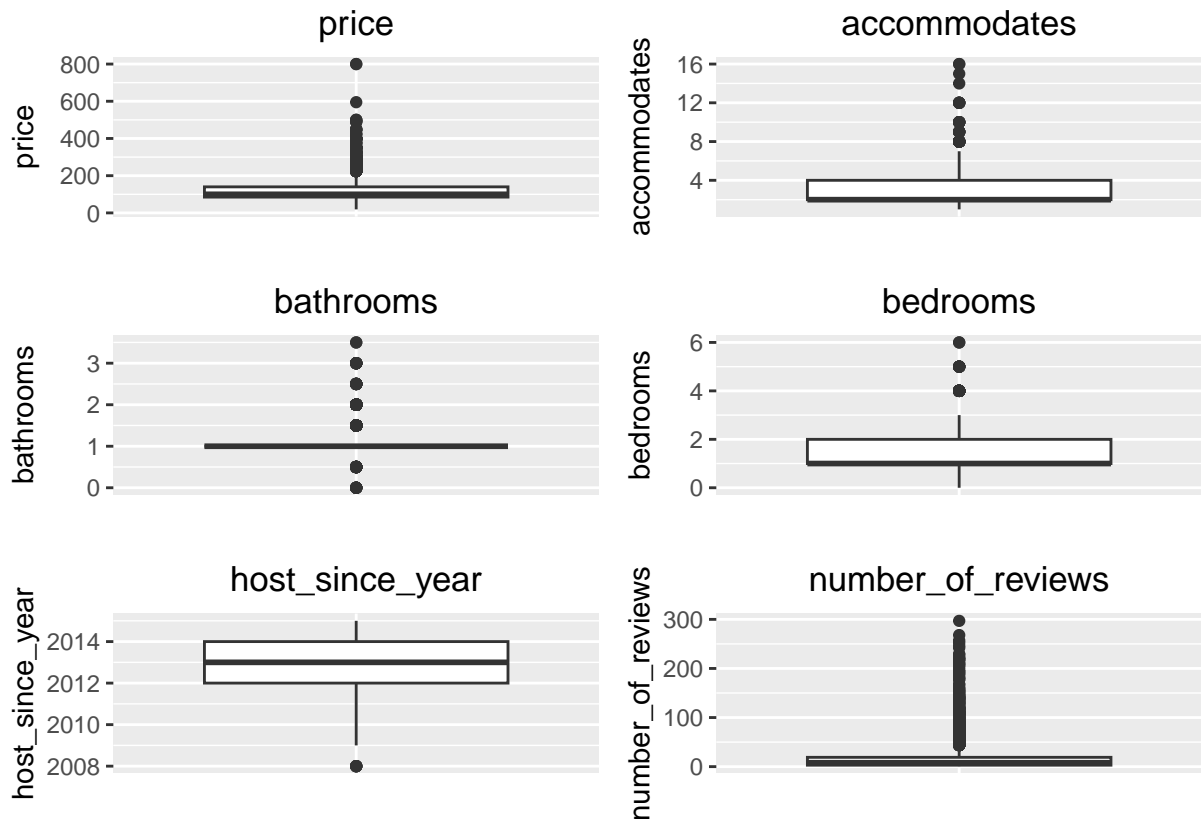 price
price
800
600
400
200
0
accommodates
accommodates
16
12
8
4
bathrooms
bathrooms
3
2
1
0
bedrooms
bedrooms
6
4
2
0
host_since_year
host_since_year
2014
2012
2010
2008
number_of_reviews
number_of_reviews
300
200
100
0